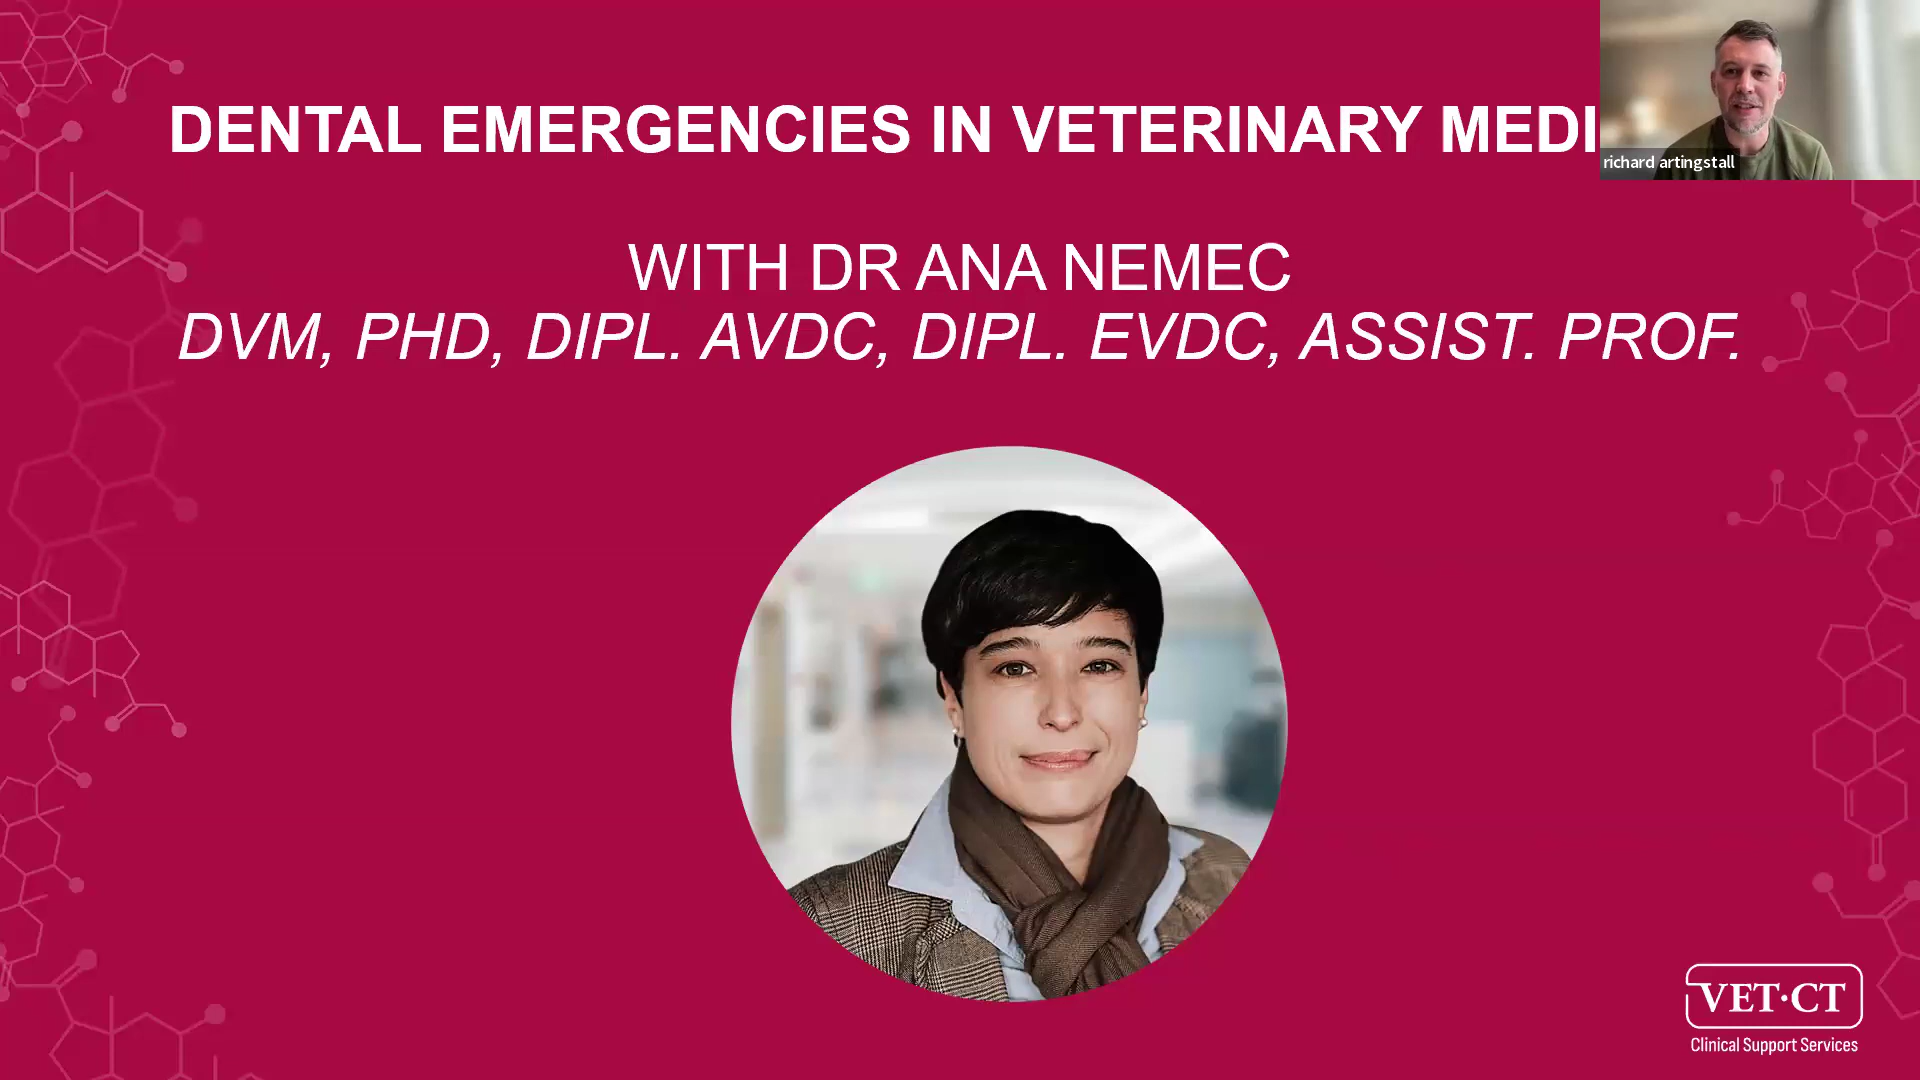 DENTAL EMERGENCIES IN VETERINARY MEDI
richard artingstall
WITH DR ANA NEMEC
DVM, PHD, DIPL. AVDC, DIPL. EVDC, ASSIST. PROF.
VET·CT
Clinical Support Services